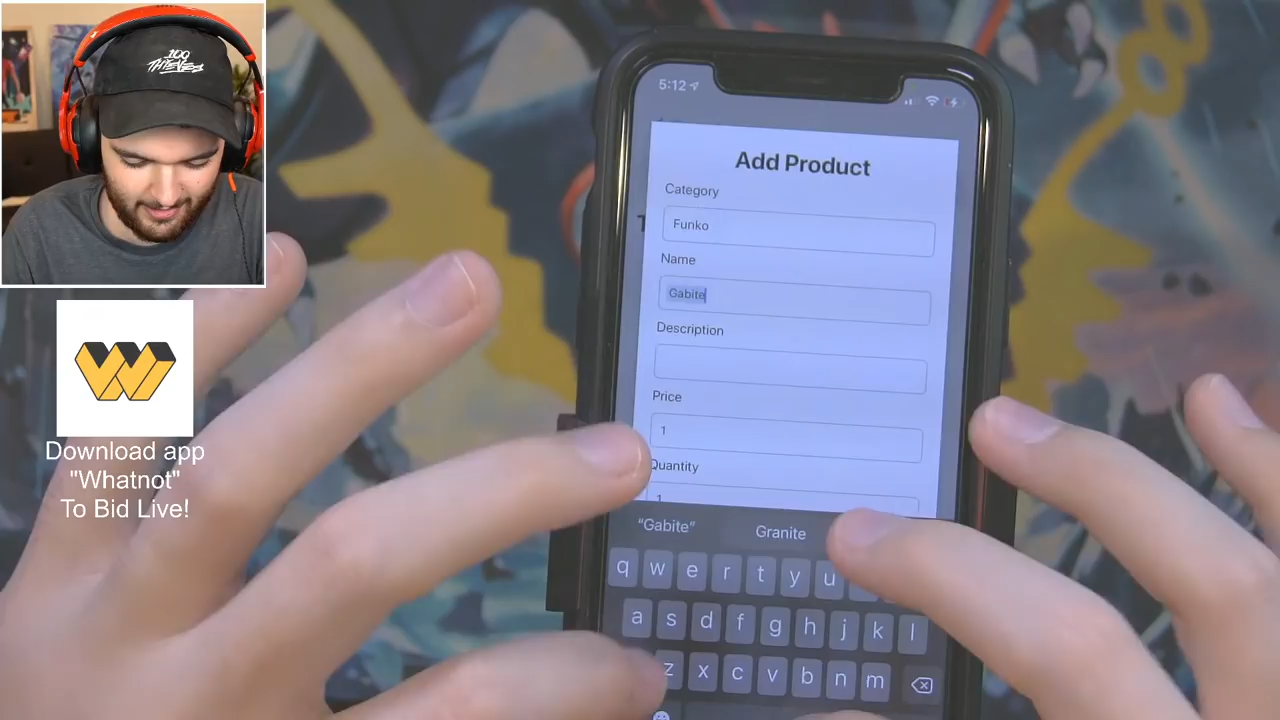 100
THIEVES
Download app
"Whatnot"
To Bid Live!
5:12
Add Product
Category
Funko
Name
Gabite
Description
Price
1
Quantity
1
"Gabite" Granite
q w e r t y u
a s d f g h j k l
z x c v b n m